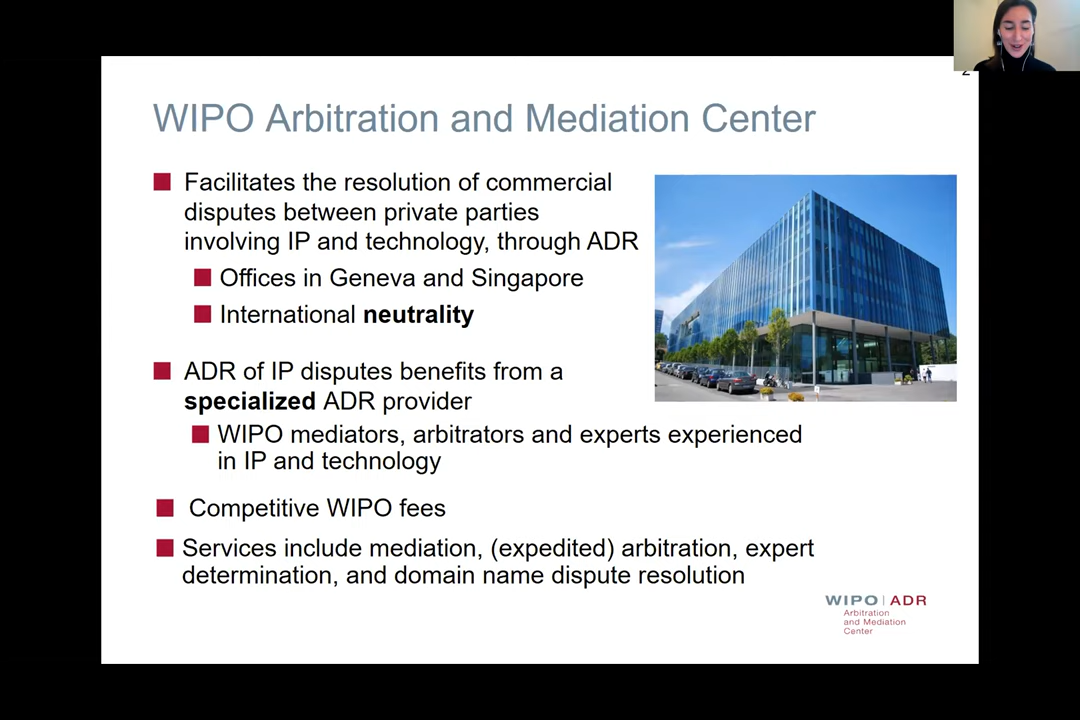 2
WIPO Arbitration and Mediation Center
Facilitates the resolution of commercial
disputes between private parties
involving IP and technology, through ADR
Offices in Geneva and Singapore
International neutrality
ADR of IP disputes benefits from a
specialized ADR provider
WIPO mediators, arbitrators and experts experienced
in IP and technology
Competitive WIPO fees
Services include mediation, (expedited) arbitration, expert
determination, and domain name dispute resolution
WIPO | ADR
Arbitration
and Mediation
Center